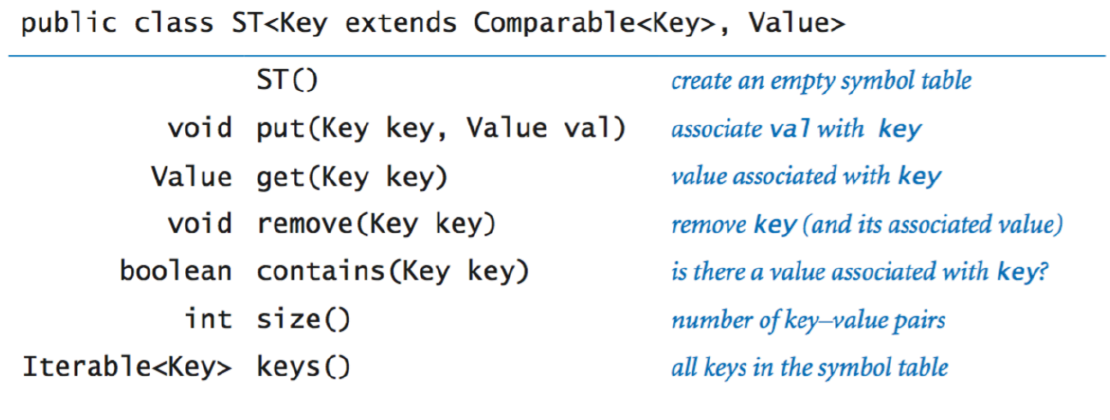 public class ST<Key extends Comparable<Key>, Value>
ST() create an empty symbol table
void put(Key key, Value val) associate val with key
Value get(Key key) value associated with key
void remove(Key key) remove key (and its associated value)
boolean contains(Key key) is there a value associated with key?
int size() number of key–value pairs
Iterable<Key> keys() all keys in the symbol table